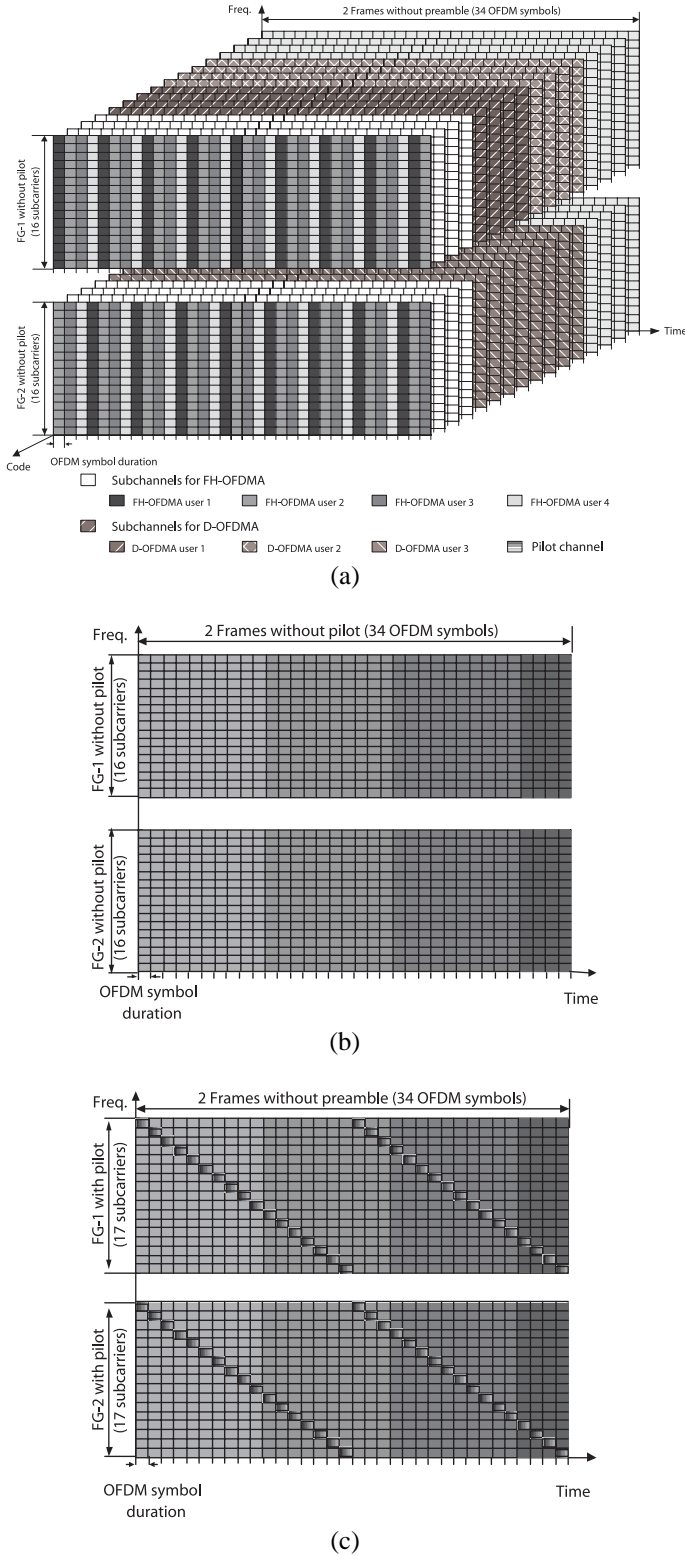 Freq.
2 Frames without preamble (34 OFDM symbols)
FG-1 without pilot
(16 subcarriers)
FG-2 without pilot
(16 subcarriers)
Time
Code
OFDM symbol duration
Subchannels for FH-OFDMA
FH-OFDMA user 1
FH-OFDMA user 2
FH-OFDMA user 3
FH-OFDMA user 4
Subchannels for D-OFDMA
D-OFDMA user 1
D-OFDMA user 2
D-OFDMA user 3
Pilot channel
(a)
Freq.
2 Frames without pilot (34 OFDM symbols)
FG-1 without pilot
(16 subcarriers)
FG-2 without pilot
(16 subcarriers)
OFDM symbol
duration
Time
(b)
Freq.
2 Frames without preamble (34 OFDM symbols)
FG-1 with pilot
(17 subcarriers)
FG-2 with pilot
(17 subcarriers)
OFDM symbol
duration
Time
(c)